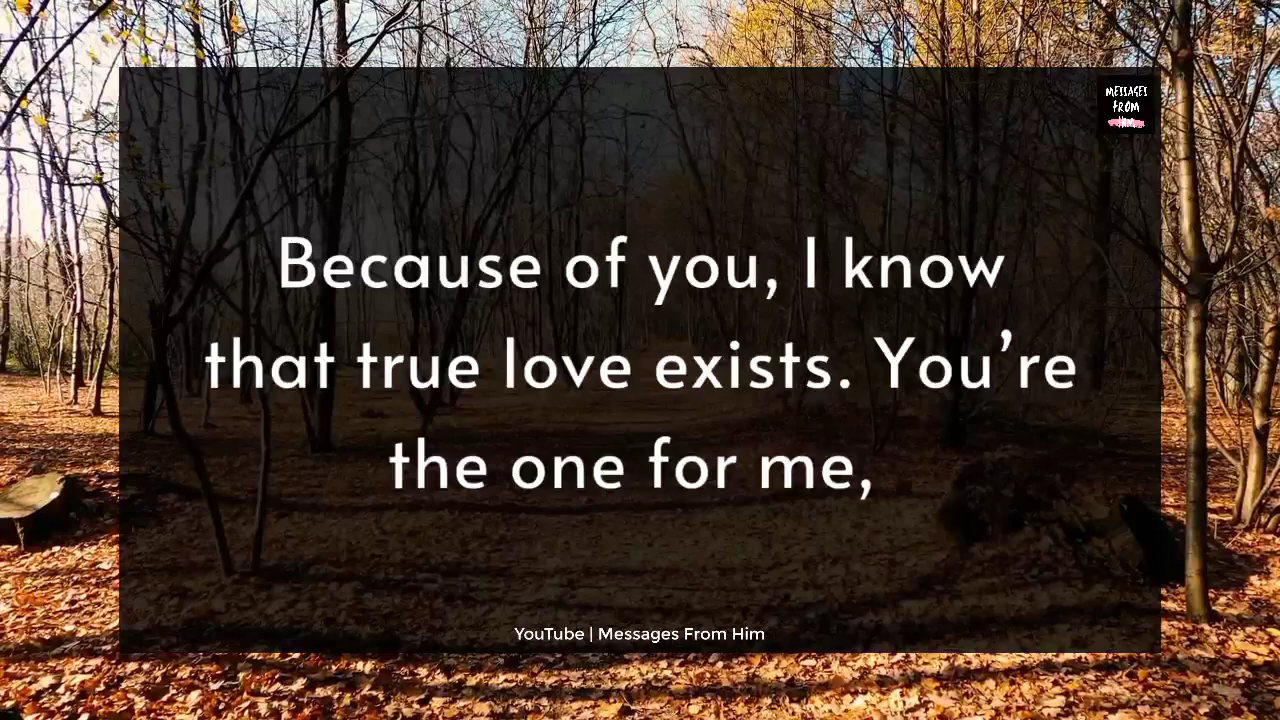 MESSAGES
FROM
Him
Because of you, I know
that true love exists. You’re
the one for me,
YouTube | Messages From Him